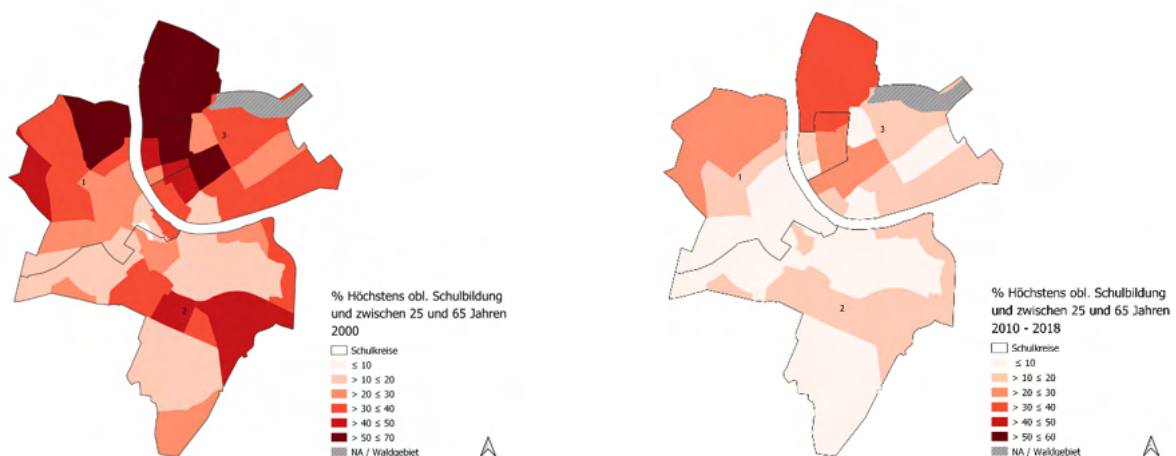 3
1
2
% Höchstens obl. Schulbildung
und zwischen 25 und 65 Jahren
2000
Schulkreise
≤ 10
> 10 ≤ 20
> 20 ≤ 30
> 30 ≤ 40
> 40 ≤ 50
> 50 ≤ 70
NA / Waldgebiet
3
1
2
% Höchstens obl. Schulbildung
und zwischen 25 und 65 Jahren
2010 - 2018
Schulkreise
≤ 10
> 10 ≤ 20
> 20 ≤ 30
> 30 ≤ 40
> 40 ≤ 50
> 50 ≤ 60
NA / Waldgebiet